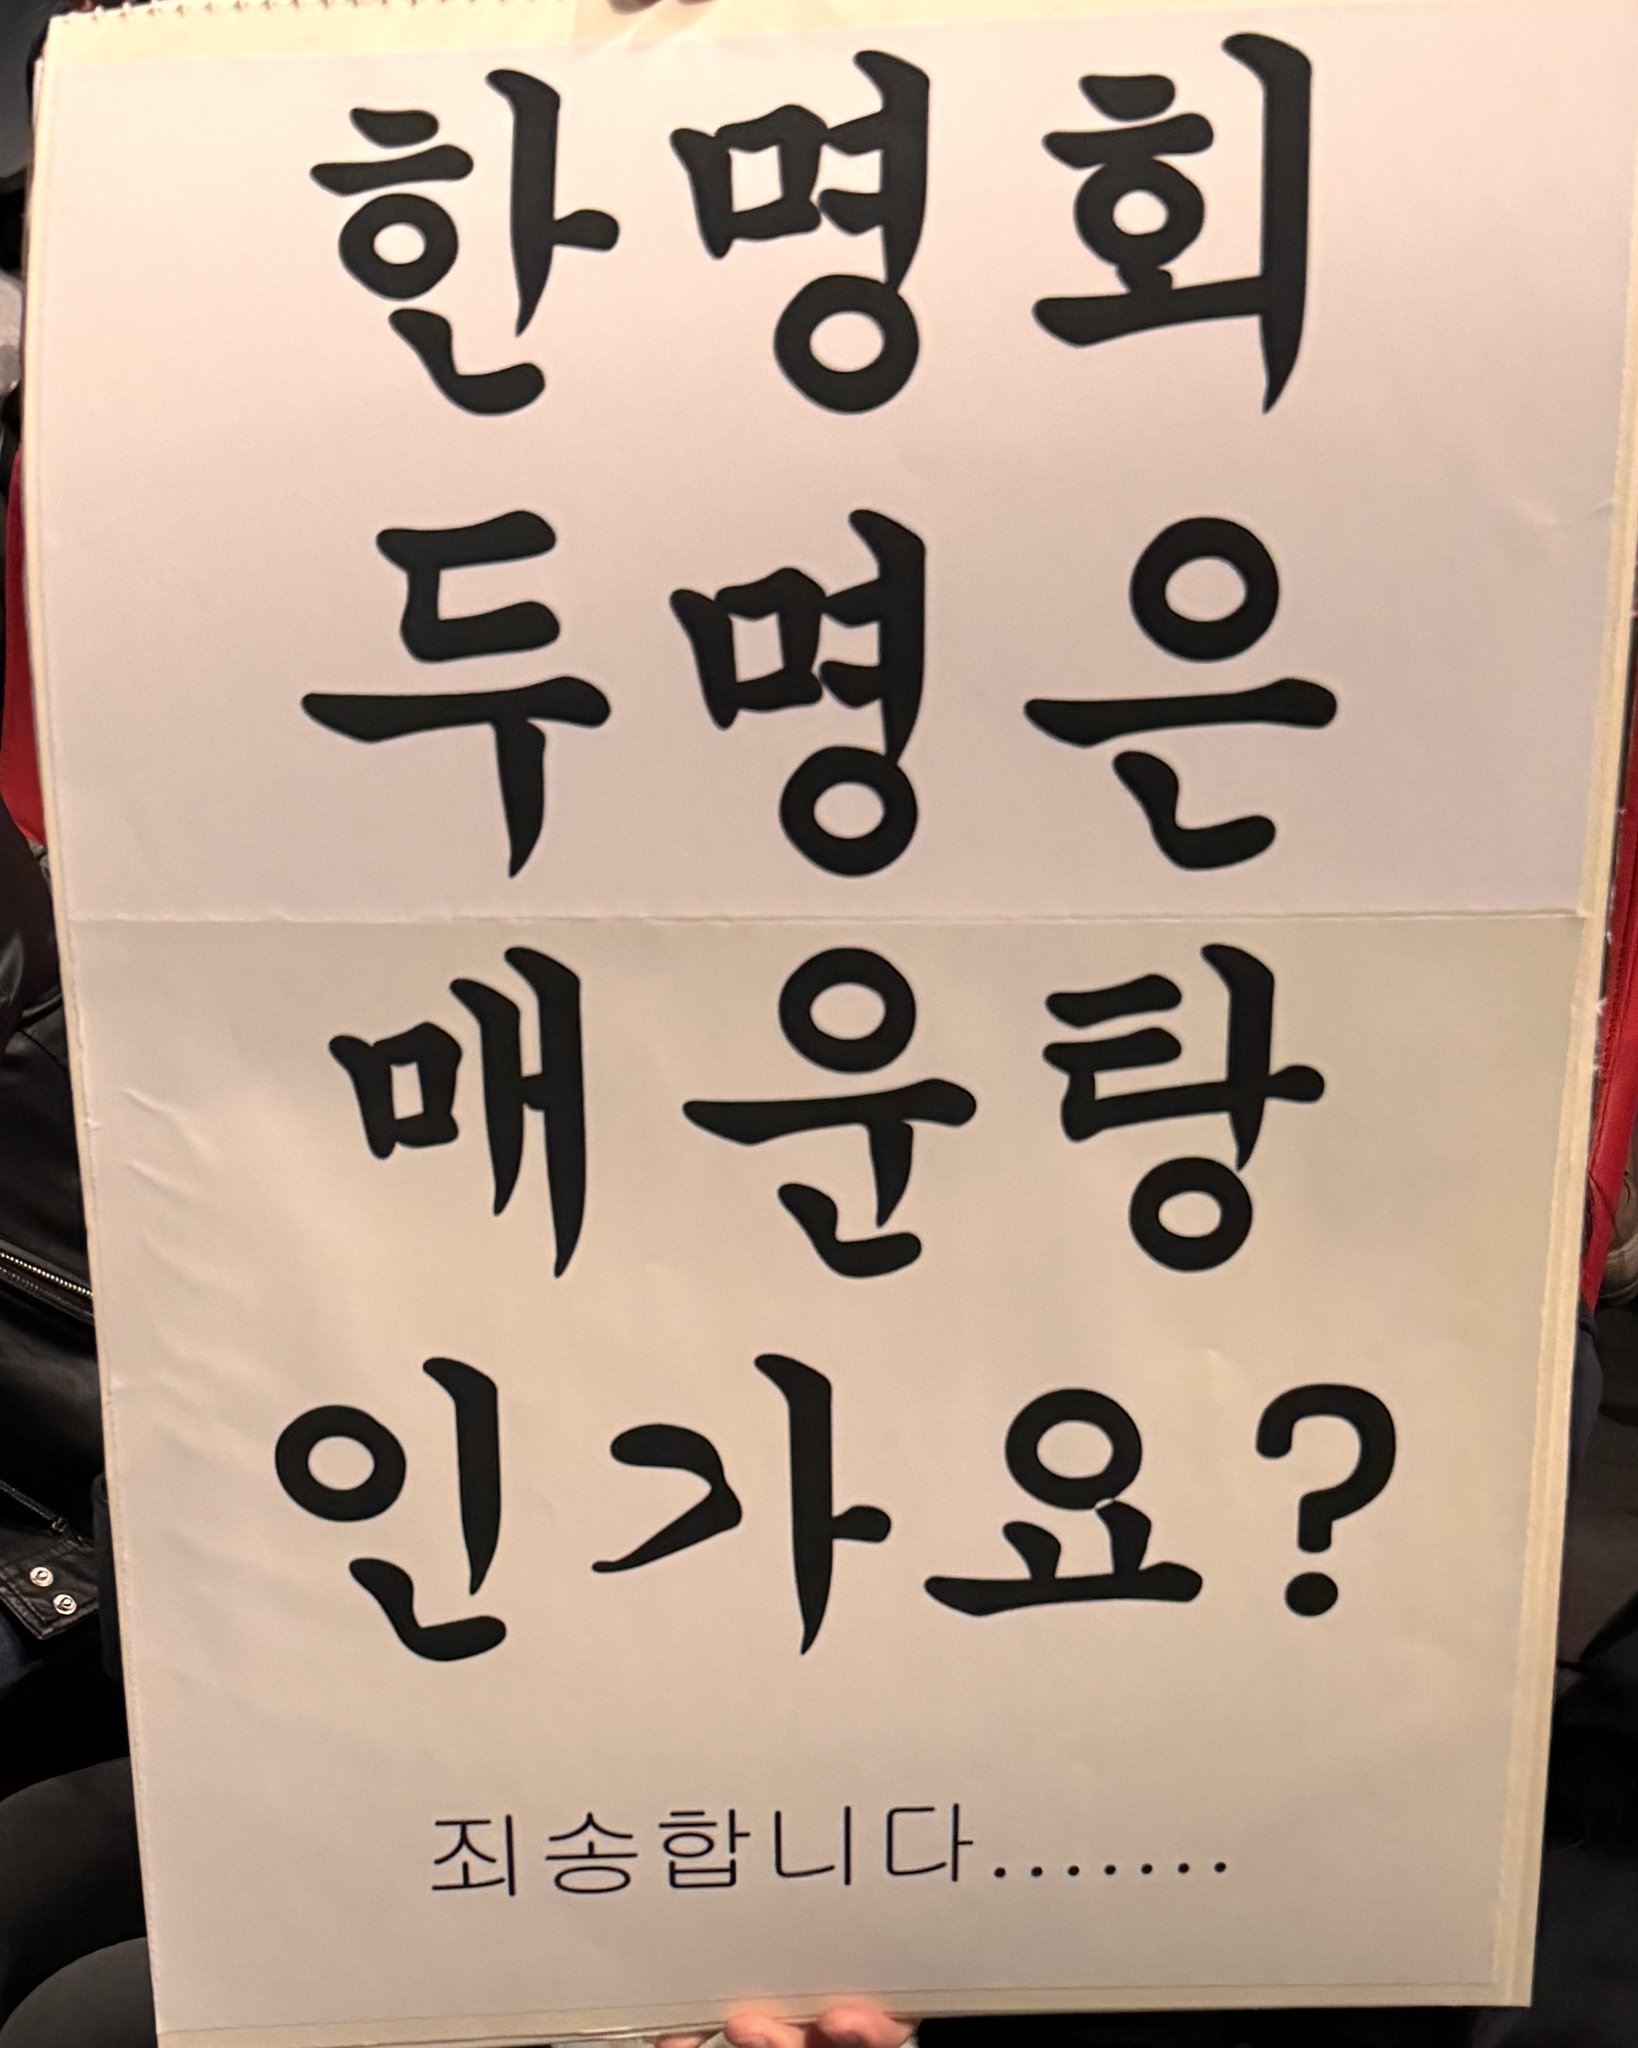 한명회
두명은
매운탕
인가요?
죄송합니다.......